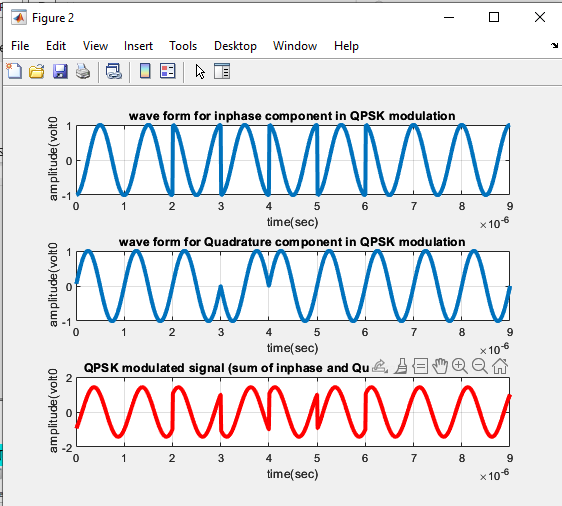 Figure 2
File Edit View Insert Tools Desktop Window Help
wave form for inphase component in QPSK modulation
amplitude(volt0
1
0
-1
0 1 2 3 4 5 6 7 8 9
time(sec)
×10-6
wave form for Quadrature component in QPSK modulation
amplitude(volt0
1
0
-1
0 1 2 3 4 5 6 7 8 9
time(sec)
×10-6
QPSK modulated signal (sum of inphase and Qu
amplitude(volt0
2
0
-2
0 1 2 3 4 5 6 7 8 9
time(sec)
×10-6